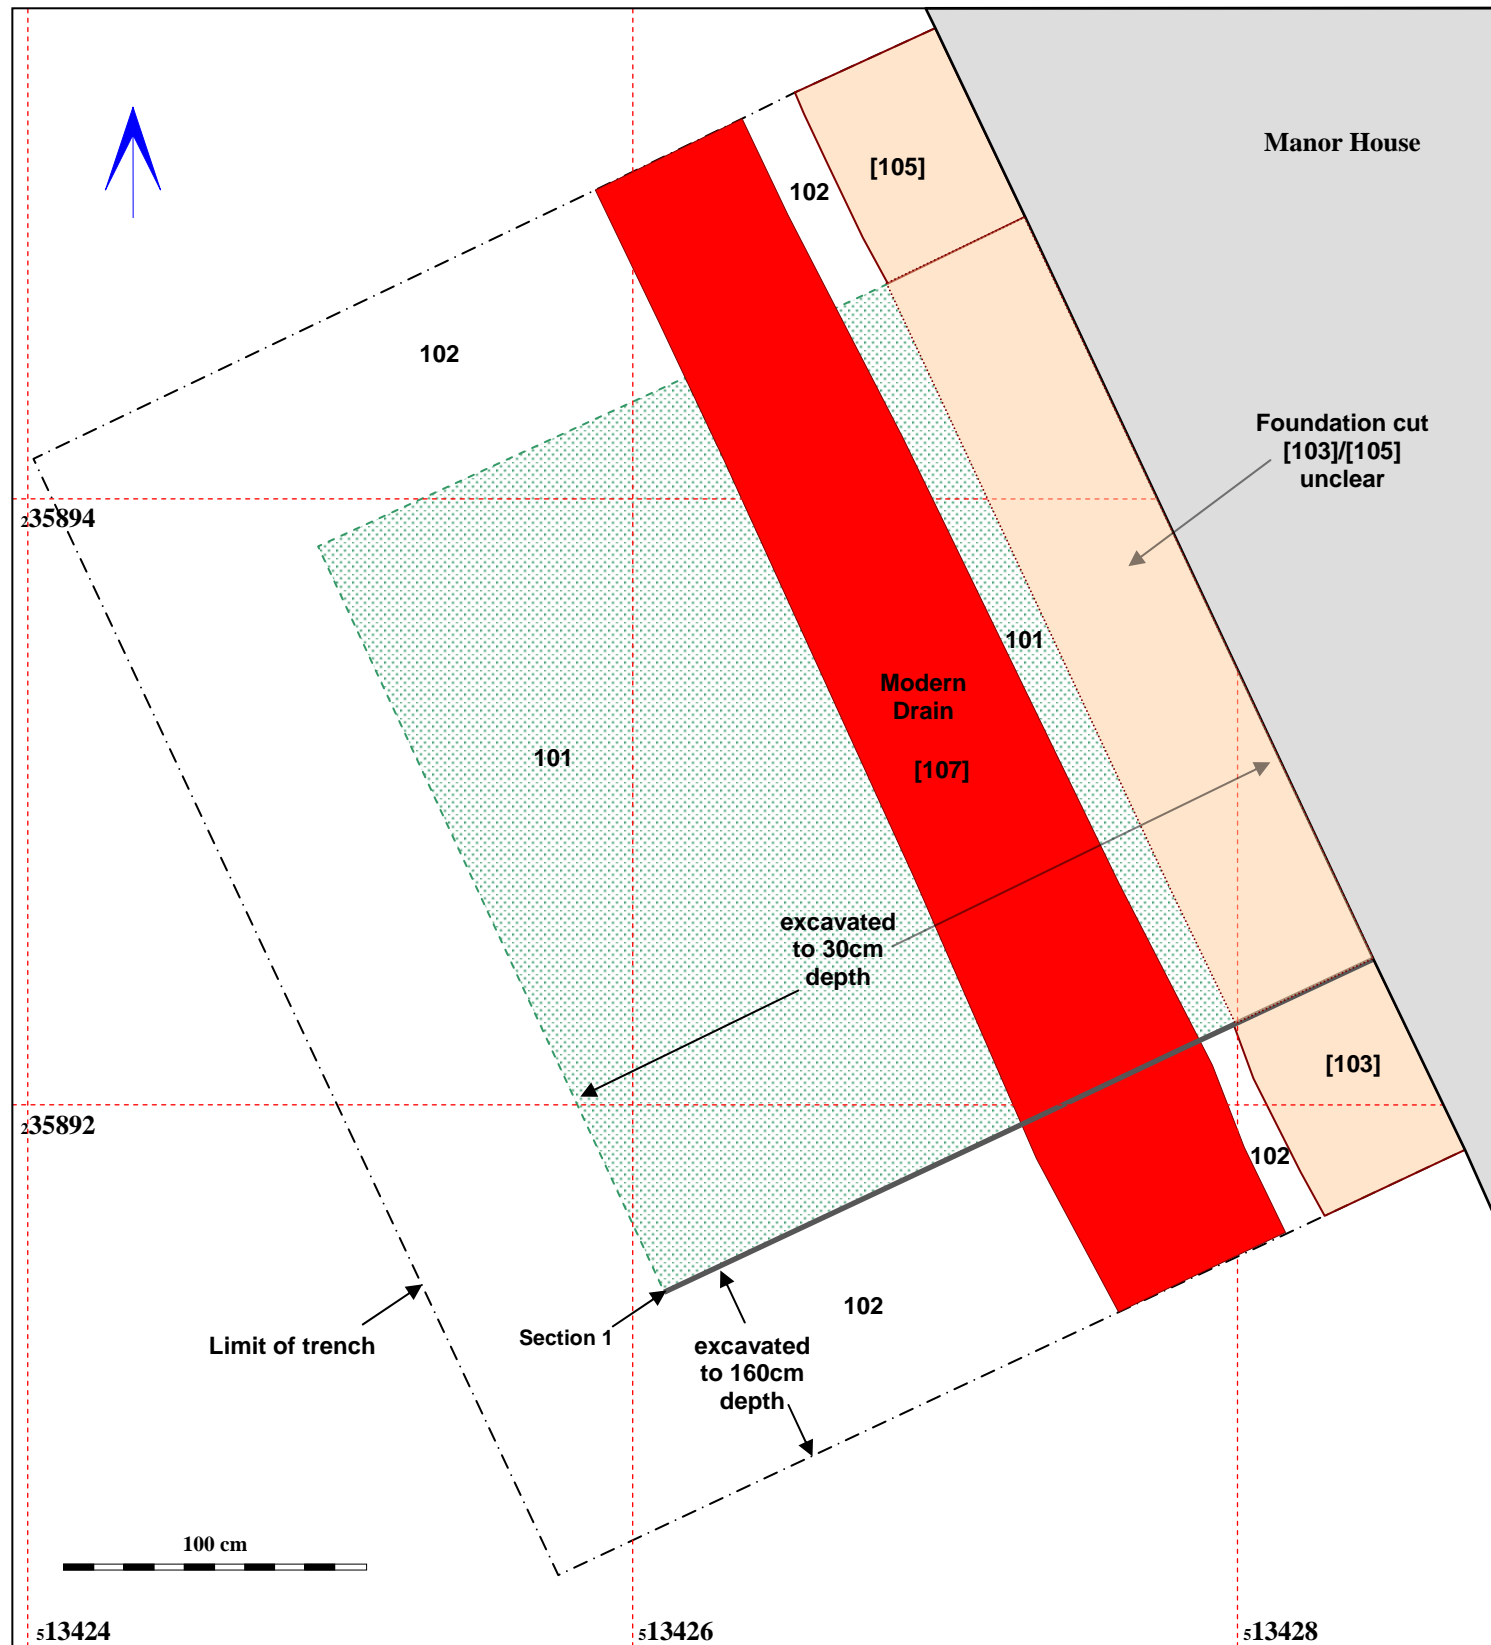 Manor House
[105]
102
102
Foundation cut
[103]/[105]
unclear
235894
101
Modern
Drain
[107]
101
excavated
to 30cm
depth
[103]
235892
102
102
Section 1
Limit of trench
excavated
to 160cm
depth
100 cm
513424
513426
513428